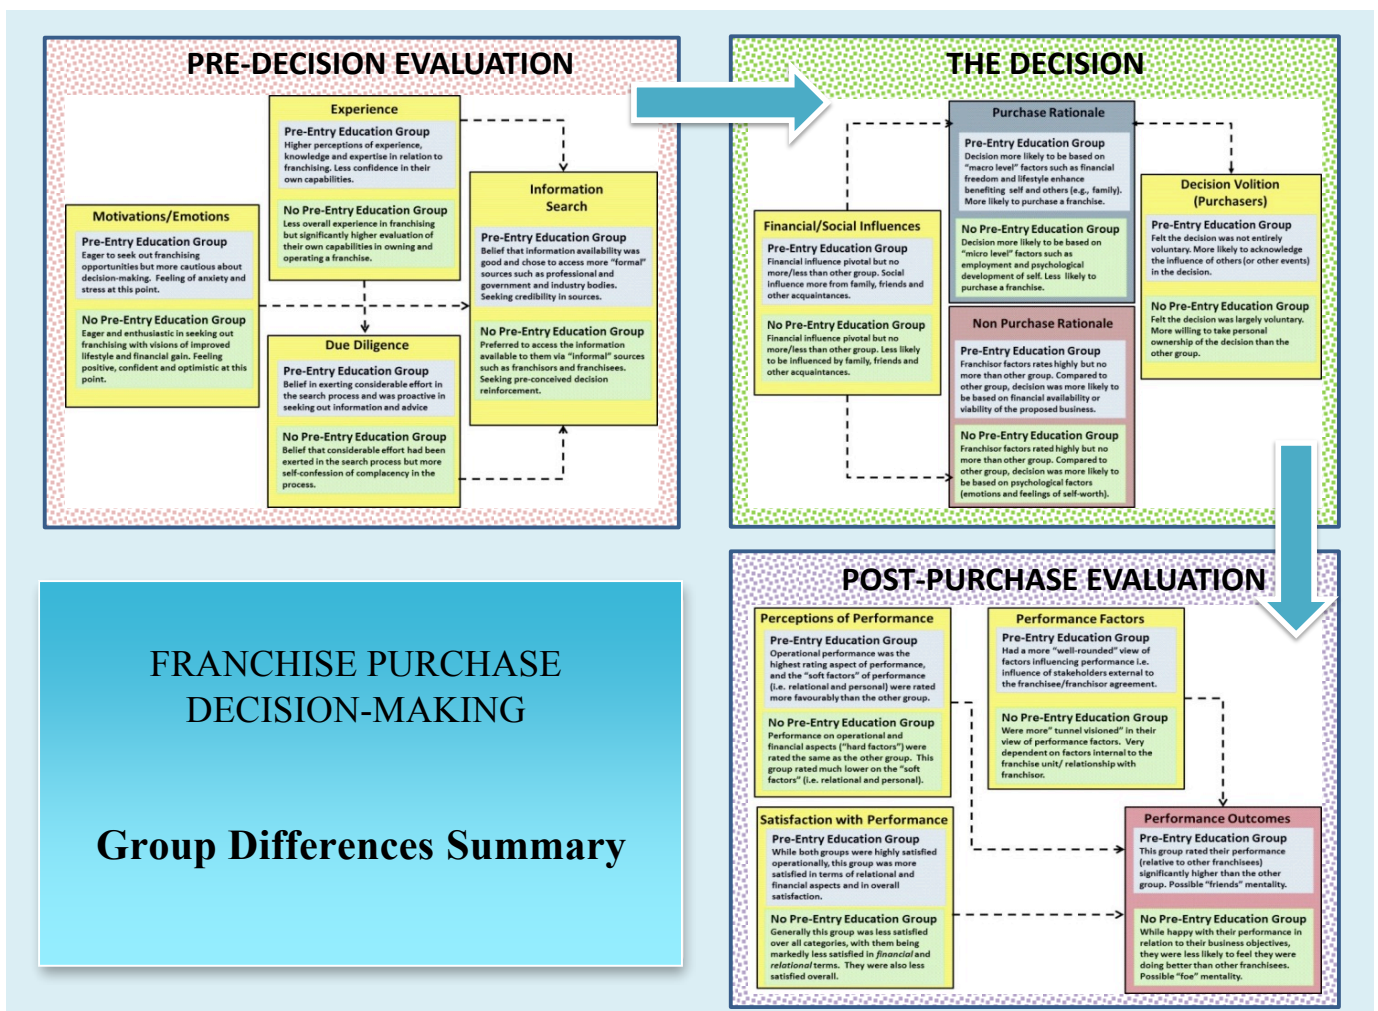 PRE-DECISION EVALUATION
Experience
Pre-Entry Education Group
Higher perceptions of experience,
knowledge and expertise in relation to
franchising. Less confidence in their
own capabilities.
No Pre-Entry Education Group
Less overall experience in franchising
but significantly higher evaluation of
their own capabilities in owning and
operating a franchise.
Motivations/Emotions
Pre-Entry Education Group
Eager to seek out franchising
opportunities but more cautious about
decision-making. Feeling of anxiety and
stress at this point.
No Pre-Entry Education Group
Eager and enthusiastic in seeking out
franchising with visions of improved
lifestyle and financial gain. Feeling
positive, confident and optimistic at this
point.
Due Diligence
Pre-Entry Education Group
Belief in exerting considerable effort in
the search process and was proactive in
seeking out information and advice
No Pre-Entry Education Group
Belief that considerable effort had been
exerted in the search process but more
self-confession of complacency in the
process.
Information
Search
Pre-Entry Education Group
Belief that information availability was
good and chose to access more "formal"
sources such as professional and
government and industry bodies.
Seeking credibility in sources.
No Pre-Entry Education Group
Preferred to access the information
available to them via "informal" sources
such as franchisors and franchisees.
Seeking pre-conceived decision
reinforcement.
THE DECISION
Purchase Rationale
Pre-Entry Education Group
Decision more likely to be based on
"macro level" factors such as financial
freedom and lifestyle enhance
benefiting self and others (e.g., family).
More likely to purchase a franchise.
No Pre-Entry Education Group
Decision more likely to be based on
"micro level" factors such as
employment and psychological
development of self. Less likely to
purchase a franchise.
Financial/Social Influences
Pre-Entry Education Group
Financial influence pivotal but no
more/less than other group. Social
influence more from family, friends and
other acquaintances.
No Pre-Entry Education Group
Financial influence pivotal but no
more/less than other group. Less likely
to be influenced by family, friends and
other acquaintances.
Non Purchase Rationale
Pre-Entry Education Group
Franchisor factors rates highly but no
more than other group. Compared to
other group, decision was more likely to
be based on financial availability or
viability of the proposed business.
No Pre-Entry Education Group
Franchisor factors rated highly but no
more than other group. Compared to
other group, decision was more likely to
be based on psychological factors
(emotions and feelings of self-worth).
Decision Volition
(Purchasers)
Pre-Entry Education Group
Felt the decision was not entirely
voluntary. More likely to acknowledge
the influence of others (or other events)
in the decision.
No Pre-Entry Education Group
Felt the decision was largely voluntary.
More willing to take personal
ownership of the decision than the
other group.
FRANCHISE PURCHASE
DECISION-MAKING
Group Differences Summary
POST-PURCHASE EVALUATION
Perceptions of Performance
Pre-Entry Education Group
Operational performance was the
highest rating aspect of performance,
and the "soft factors" of performance
(i.e. relational and personal) were rated
more favourably than the other group.
No Pre-Entry Education Group
Performance on operational and
financial aspects ("hard factors") were
rated the same as the other group. This
group rated much lower on the "soft
factors" (i.e. relational and personal).
Performance Factors
Pre-Entry Education Group
Had a more "well-rounded" view of
factors influencing performance i.e.
influence of stakeholders external to
the franchisee/franchisor agreement.
No Pre-Entry Education Group
Were more" tunnel visioned" in their
view of performance factors. Very
dependent on factors internal to the
franchise unit/ relationship with
franchisor.
Satisfaction with Performance
Pre-Entry Education Group
While both groups were highly satisfied
operationally, this group was more
satisfied in terms of relational and
financial aspects and in overall
satisfaction.
No Pre-Entry Education Group
Generally this group was less satisfied
over all categories, with them being
markedly less satisfied in financial and
relational terms. They were also less
satisfied overall.
Performance Outcomes
Pre-Entry Education Group
This group rated their performance
(relative to other franchisees)
significantly higher than the other
group. Possible "friends" mentality.
No Pre-Entry Education Group
While happy with their performance in
relation to their business objectives,
they were less likely to feel they were
doing better than other franchisees.
Possible "foe" mentality.